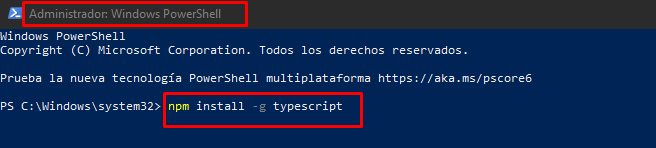 Administrador: Windows PowerShell
Windows PowerShell
Copyright (C) Microsoft Corporation. Todos los derechos reservados.
Prueba la nueva tecnología PowerShell multiplataforma https://aka.ms/pscore6
PS C:\Windows\system32> npm install -g typescript